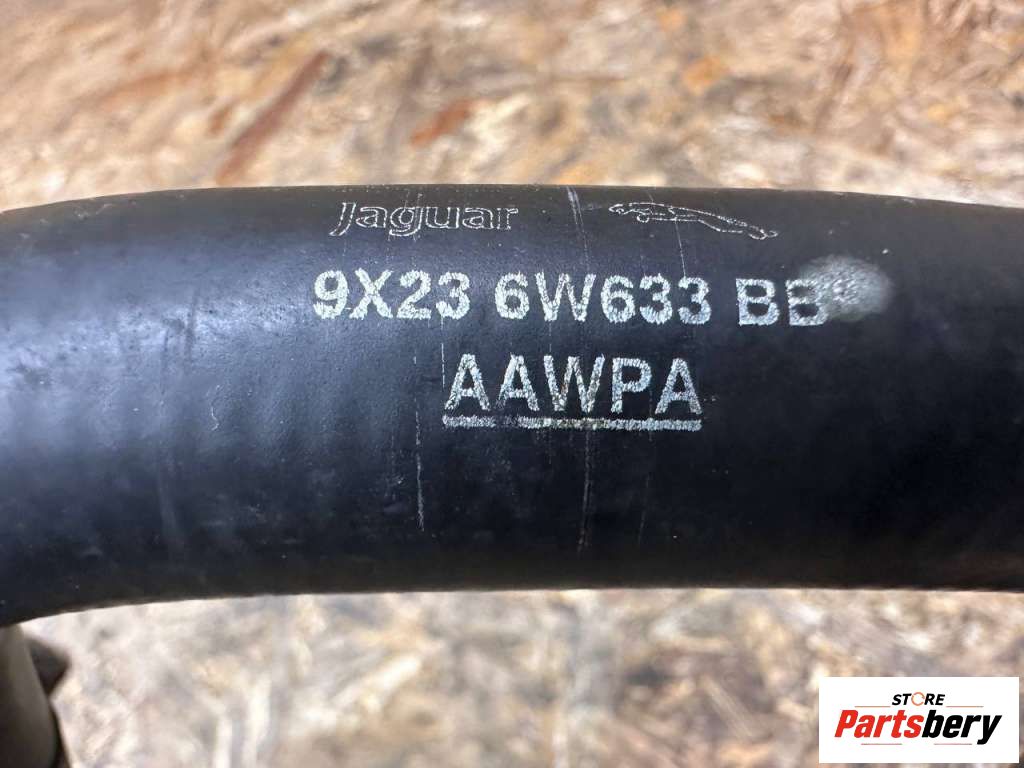 Jaguar
9X23 6W633 BB
AAWPA
STORE
Partsbery